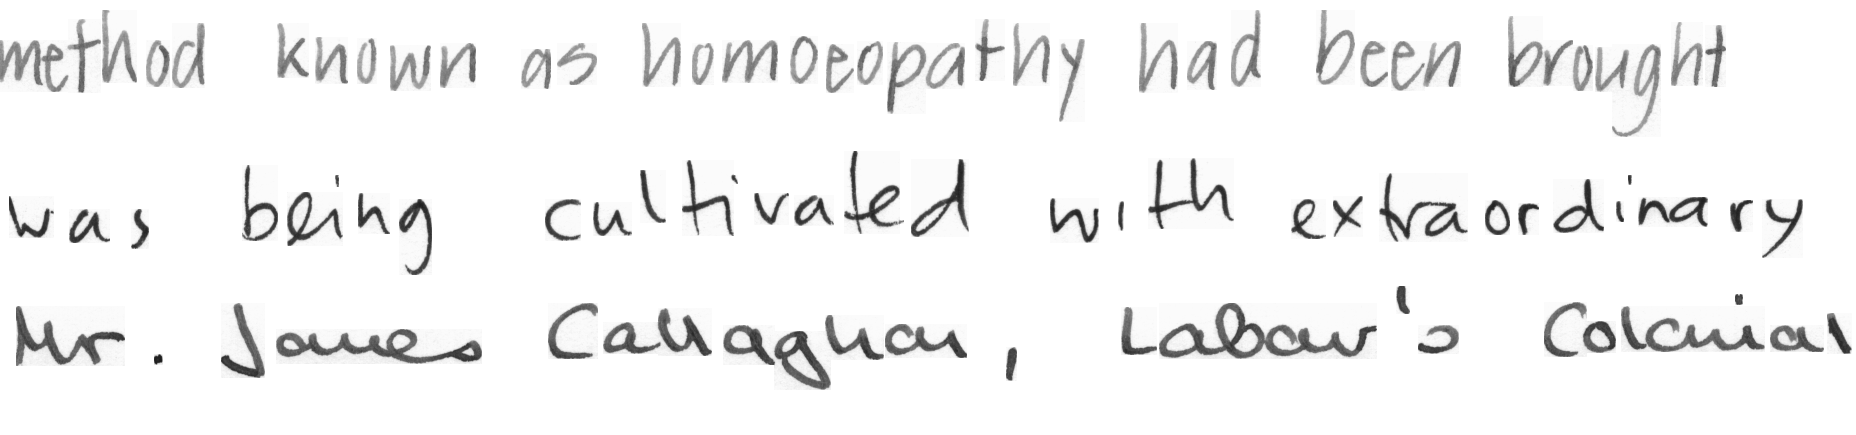 method known as homoeopathy had been brought
was being cultivated with extraordinary
Mr. James Callaghan, Labour's Colonial